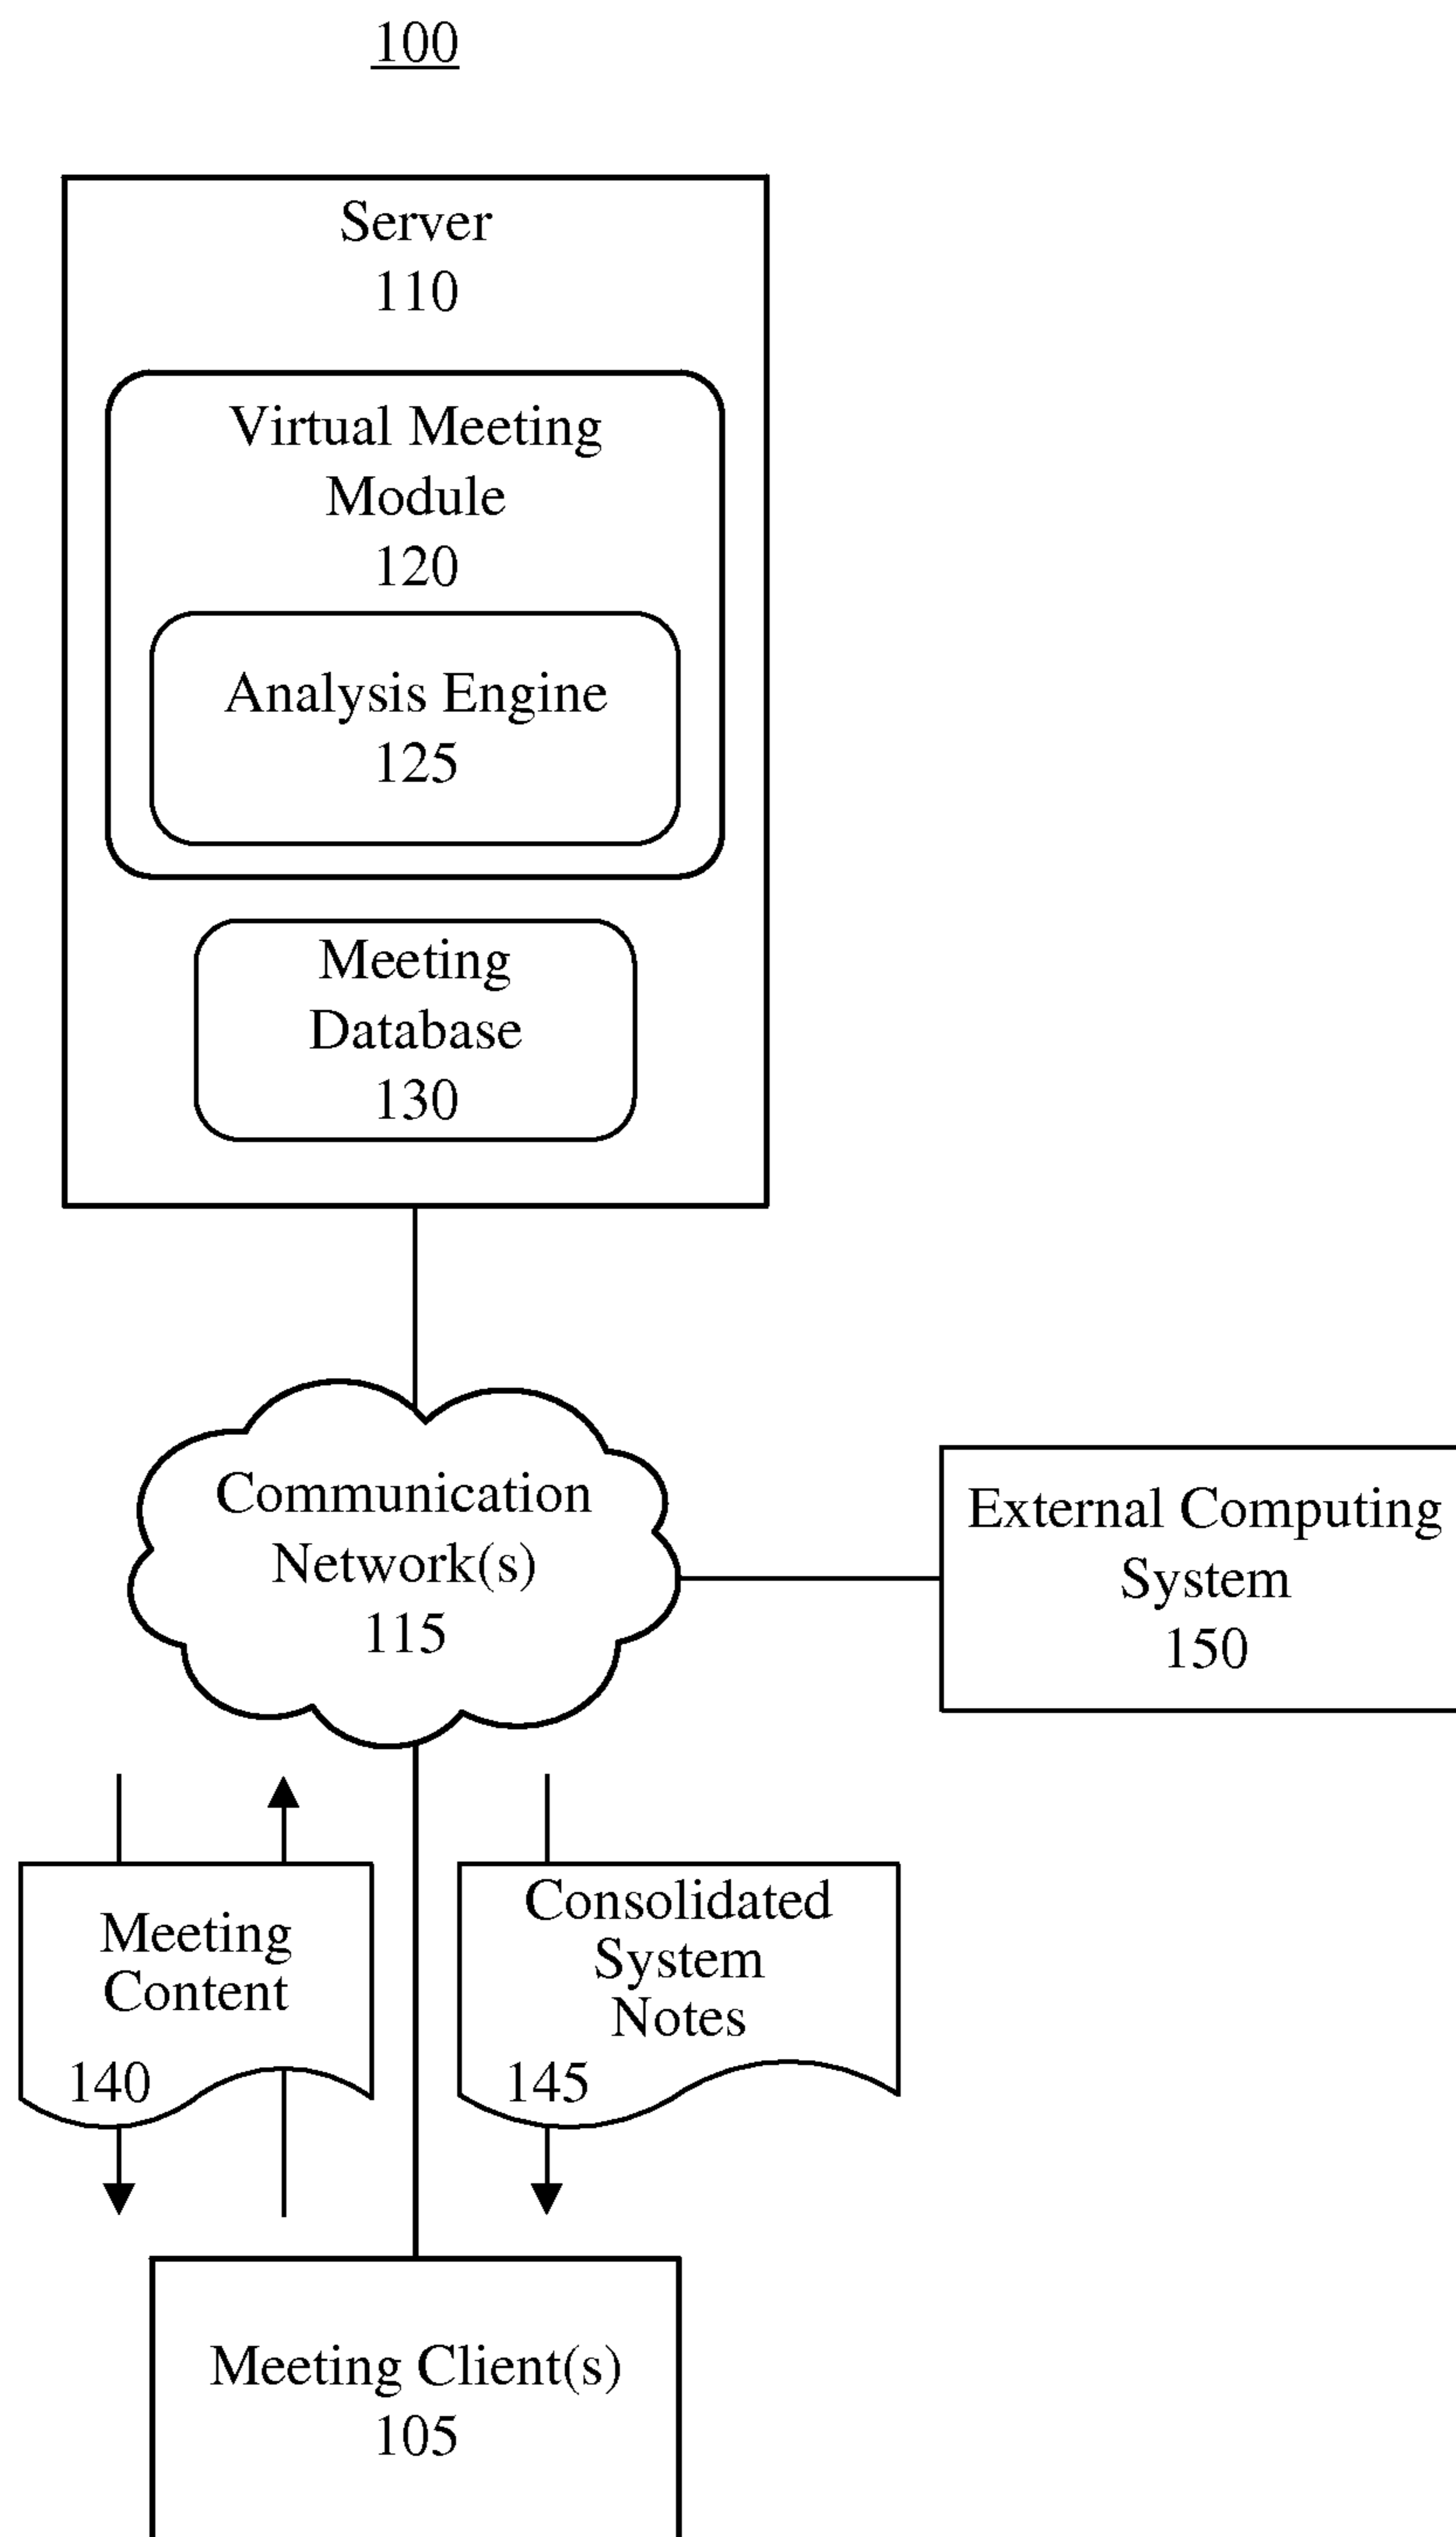 100
Server
110
Virtual Meeting
Module
120
Analysis Engine
125
Meeting
Database
130
Communication
Network(s)
115
External Computing
System
150
Meeting
Content
140
Consolidated
System
Notes
145
Meeting Client(s)
105